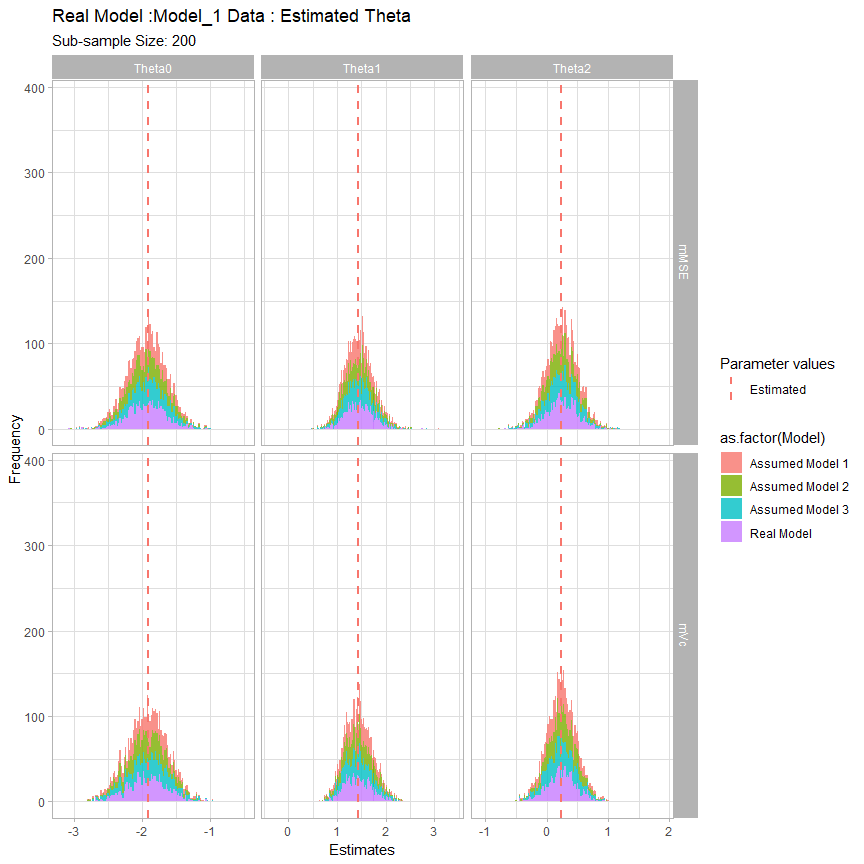 Real Model :Model_1 Data : Estimated Theta
Sub-sample Size: 200
Theta0 Theta1 Theta2
400
300
200
100
0
mMSE
400
300
200
100
0
mVc
Frequency
-3 -2 -1 0 1 2 3 -1 0 1 2
Estimates
Parameter values
Estimated
as.factor(Model)
Assumed Model 1
Assumed Model 2
Assumed Model 3
Real Model